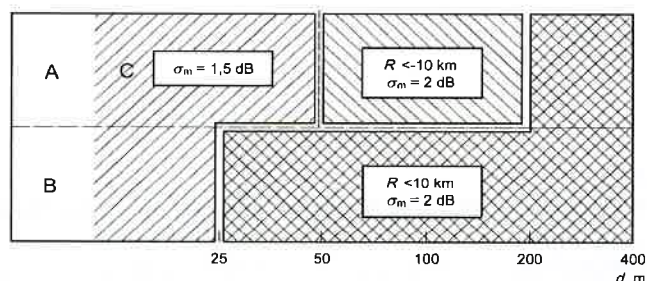 A
C
σm = 1,5 dB
R <-10 km
σm = 2 dB
B
R <10 km
σm = 2 dB
25 50 100 200 400
d, m